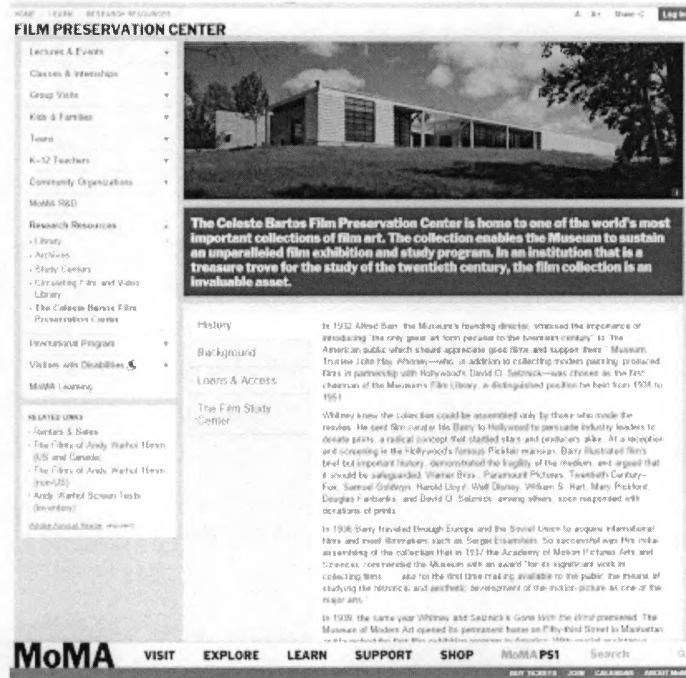 HOME LEARN RESEARCH RESOURCES
A- A+ Share Log In
FILM PRESERVATION CENTER
Lectures & Events
Classes & Internships
Group Visits
Kids & Families
Tours
K–12 Teachers
Community Organizations
MoMA R&D
Research Resources
Library
Archives
Study Centers
Circulating Film and Video
Library
The Celeste Bartos Film
Preservation Center
International Program
Visitors with Disabilities
MoMA Learning
RELATED LINKS
Rentals & Sales
The Films of Andy Warhol 16mm
(US and Canada)
The Films of Andy Warhol 16mm
(non-US)
Andy Warhol Screen Tests
(Inventory)
Adobe Acrobat Reader required
The Celeste Bartos Film Preservation Center is home to one of the world's most
important collections of film art. The collection enables the Museum to sustain
an unparalleled film exhibition and study program. In an institution that is a
treasure trove for the study of the twentieth century, the film collection is an
invaluable asset.
History
Background
Loans & Access
The Film Study
Center
In 1932 Alfred Barr, the Museum's founding director, stressed the importance of
introducing "the only great art form peculiar to the twentieth century" to "the
American public which should appreciate good films and support them." Museum
Trustee John Hay Whitney—who, in addition to collecting modern painting, produced
films in partnership with Hollywood's David O. Selznick—was chosen as the first
chairman of the Museum's Film Library, a distinguished position he held from 1935 to
1951.
Whitney knew the collection could be assembled only by those who made the
movies. He sent film curator Iris Barry to Hollywood to persuade industry leaders to
donate prints, a radical concept that startled stars and producers alike. At a reception
and screening in the Hollywood's famous Pickfair mansion, Barry illustrated film's
brief but important history, demonstrated the fragility of the medium, and argued that
it should be safeguarded. Warner Bros., Paramount Pictures, Twentieth Century–
Fox, Samuel Goldwyn, Harold Lloyd, Walt Disney, William S. Hart, Mary Pickford,
Douglas Fairbanks, and David O. Selznick, among others, soon responded with
donations of prints.
In 1936 Barry traveled through Europe and the Soviet Union to acquire international
films and meet filmmakers such as Sergei Eisenstein. So successful was this initial
assembling of the collection that in 1937 the Academy of Motion Pictures Arts and
Sciences commended the Museum with an award "for its significant work in
collecting films . . . and for the first time making available to the public the means of
studying the historical and aesthetic development of the motion picture as one of the
major arts."
In 1939, the same year Whitney and Selznick's Gone With the Wind premiered, The
Museum of Modern Art opened its permanent home on Fifty-third Street in Manhattan
MoMA VISIT EXPLORE LEARN SUPPORT SHOP MoMAPS1 Search
BUY TICKETS JOIN CALENDAR ABOUT MoMA